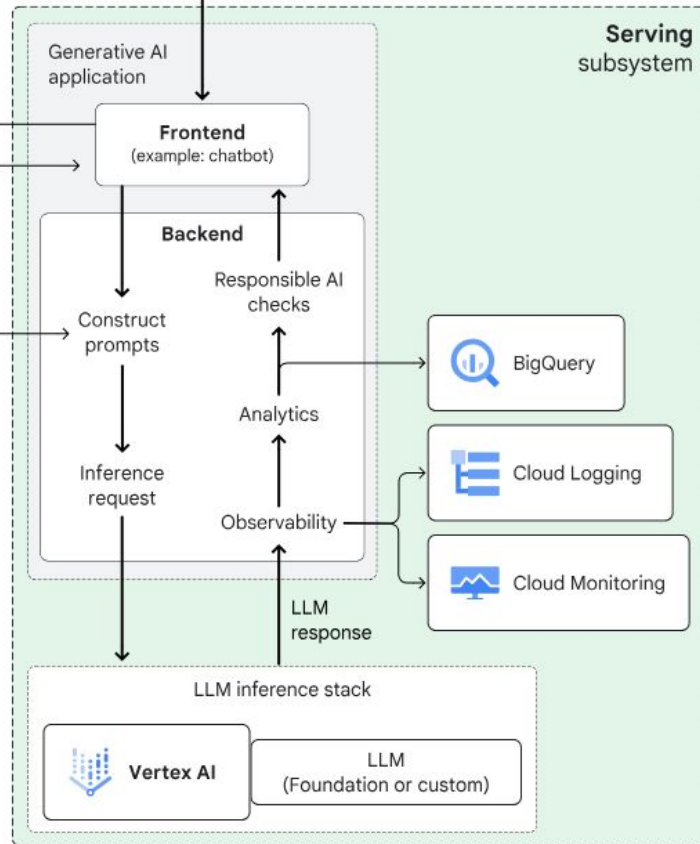 Serving
subsystem
Generative AI
application
Frontend
(example: chatbot)
Backend
Responsible AI
checks
Construct
prompts
BigQuery
Analytics
Inference
request
Cloud Logging
Observability
Cloud Monitoring
LLM
response
LLM inference stack
Vertex AI
LLM
(Foundation or custom)